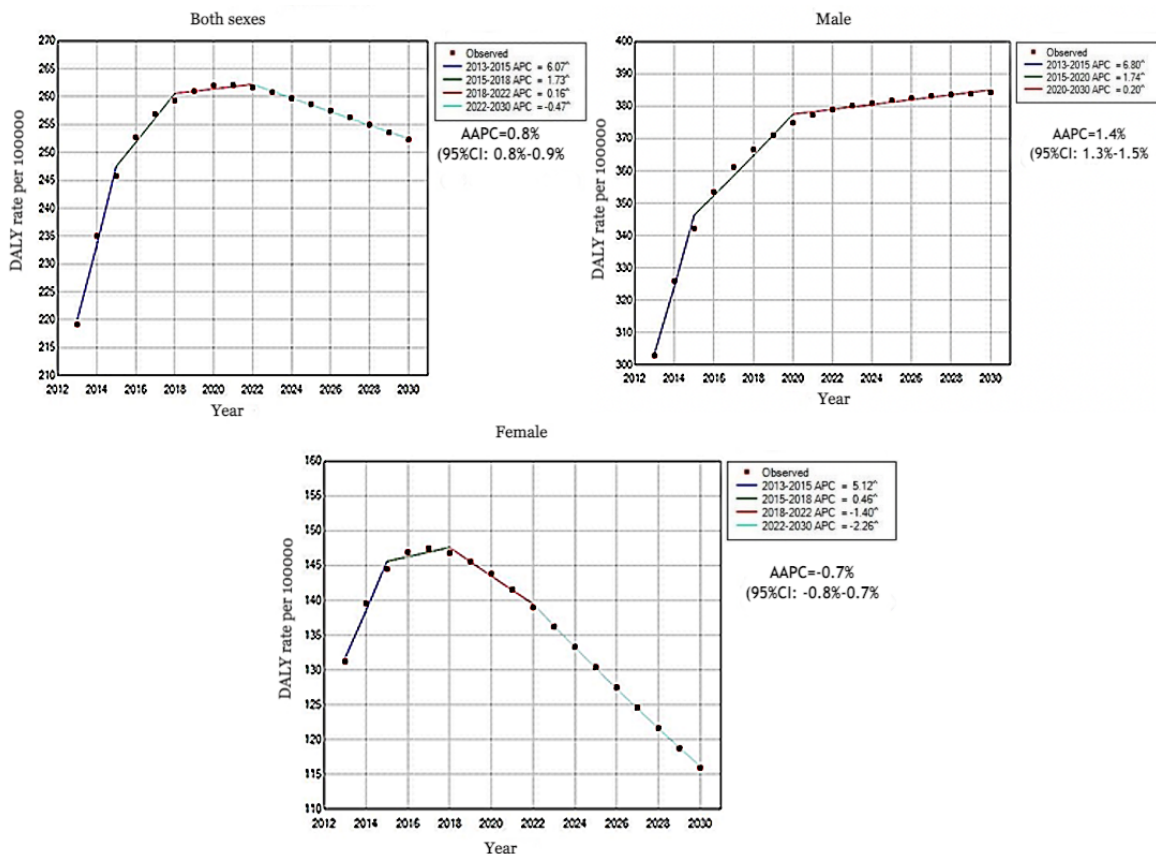 Both sexes
270
265
260
255
250
245
240
235
230
225
220
215
210
2012 2014 2016 2018 2020 2022 2024 2026 2028 2030
DALY rate per 100000
Year
Observed
2013-2015 APC = 6.07^
2015-2018 APC = 1.73^
2018-2022 APC = 0.16^
2022-2030 APC = -0.47^
AAPC=0.8%
(95%CI: 0.8%-0.9%
Male
400
390
380
370
360
350
340
330
320
310
300
2012 2014 2016 2018 2020 2022 2024 2026 2028 2030
DALY rate per 100000
Year
Observed
2013-2015 APC = 6.80^
2015-2020 APC = 1.74^
2020-2030 APC = 0.20^
AAPC=1.4%
(95%CI: 1.3%-1.5%
Female
160
155
150
145
140
135
130
125
120
115
110
2012 2014 2016 2018 2020 2022 2024 2026 2028 2030
DALY rate per 100000
Year
Observed
2013-2015 APC = 5.12^
2015-2018 APC = 0.46^
2018-2022 APC = -1.40^
2022-2030 APC = -2.26^
AAPC=-0.7%
(95%CI: -0.8%-0.7%